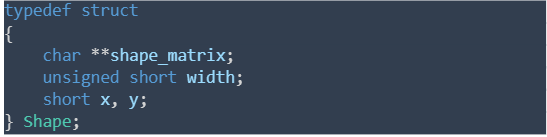 typedef struct
{
    char **shape_matrix;
    unsigned short width;
    short x, y;
} Shape;